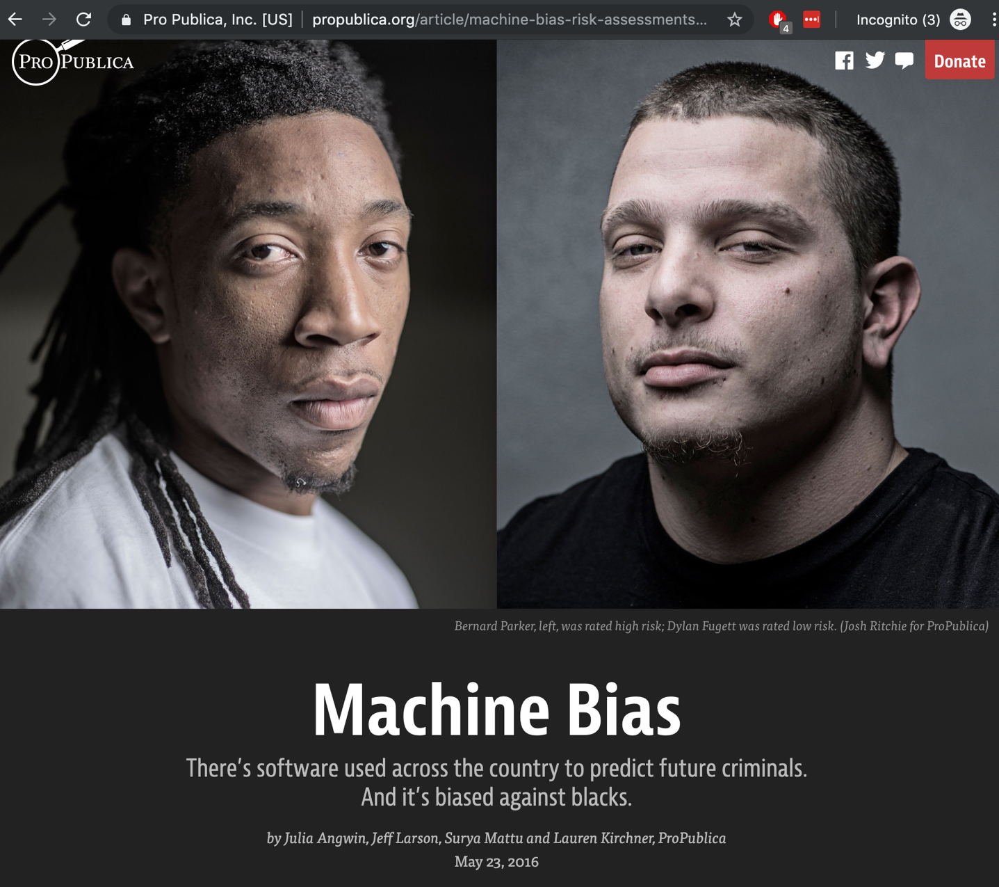 Pro Publica, Inc. [US] propublica.org/article/machine-bias-risk-assessments... 4 Incognito (3)
PROPUBLICA Donate
Bernard Parker, left, was rated high risk; Dylan Fugett was rated low risk. (Josh Ritchie for ProPublica)
Machine Bias
There’s software used across the country to predict future criminals.
And it’s biased against blacks.
by Julia Angwin, Jeff Larson, Surya Mattu and Lauren Kirchner, ProPublica
May 23, 2016